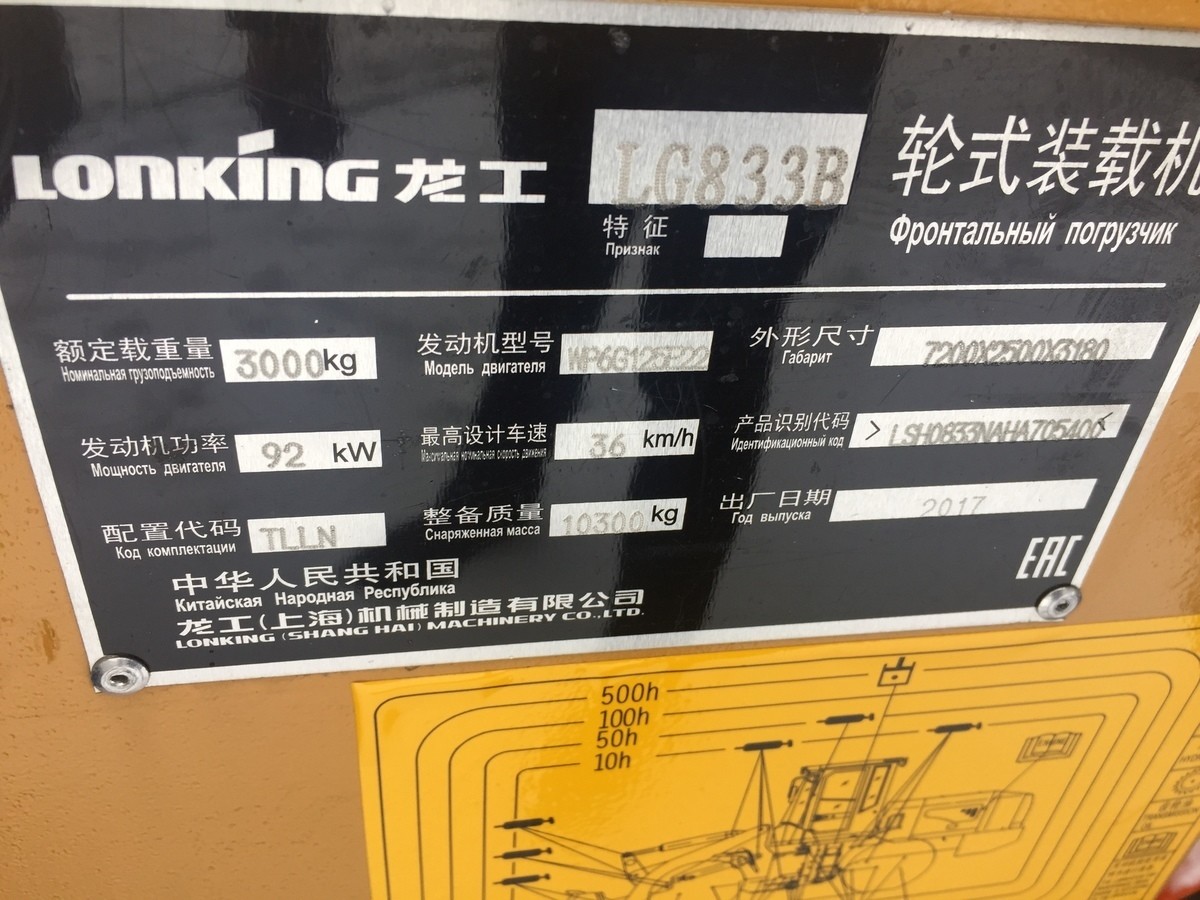 LONKING 龙工 LG833B 轮式装载机
特征 Фронтальный погрузчик
Признак
额定载重量 3000kg 发动机型号 WP6G125E22 外形尺寸 7200X2500X3180
Номинальная грузоподъемность Модель двигателя Габарит
发动机功率 92 kW 最高设计车速 36 km/h 产品识别代码 > LSH0833NAHA705400 <
Мощность двигателя Максимальная номинальная скорость движения Идентификационный код
配置代码 TLLN 整备质量 10300kg 出厂日期 2017
Код комплектации Снаряженная масса Год выпуска
中华人民共和国 EAC
Китайская Народная Республика
龙工(上海)机械制造有限公司
LONKING (SHANG HAI) MACHINERY CO.,LTD.
500h
100h
50h
10h